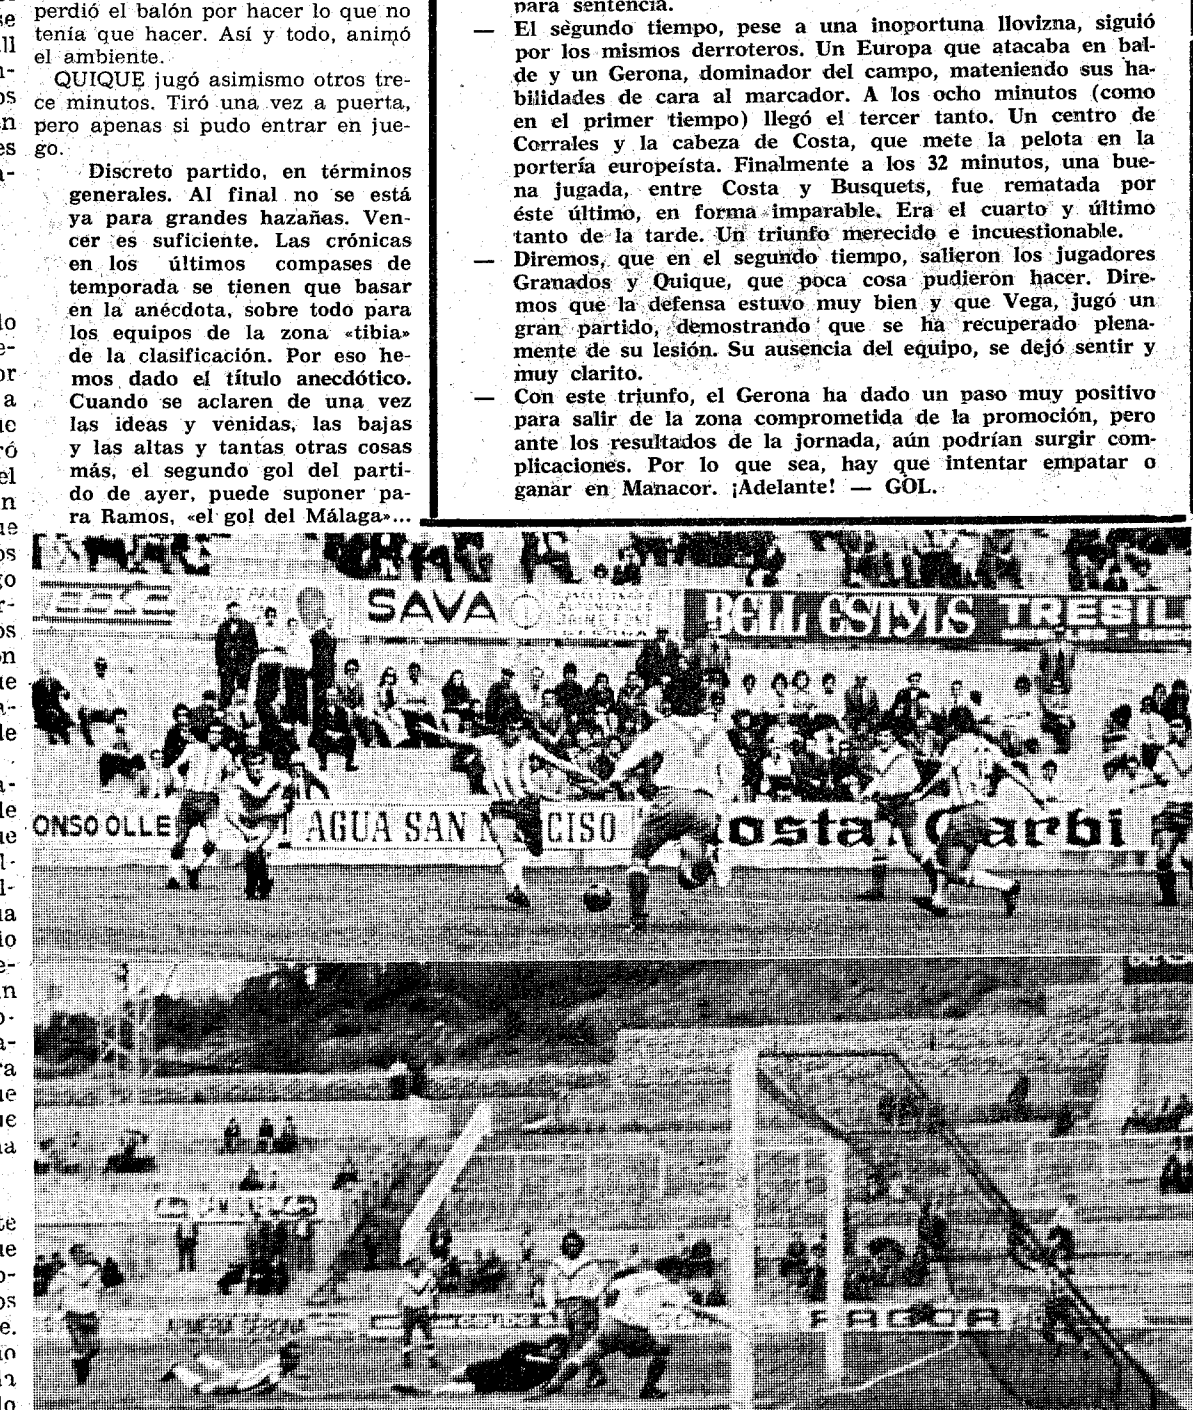 perdió el balón por hacer lo que no
tenía que hacer. Así y todo, animó
el ambiente.
QUIQUE jugó asimismo otros tre-
ce minutos. Tiró una vez a puerta,
pero apenas si pudo entrar en jue-
go.
Discreto partido, en términos
generales. Al final no se está
ya para grandes hazañas. Ven-
cer es suficiente. Las crónicas
en los últimos compases de
temporada se tienen que basar
en la anécdota, sobre todo para
los equipos de la zona «tibia»
de la clasificación. Por eso he-
mos dado el título anecdótico.
Cuando se aclaren de una vez
las ideas y venidas, las bajas
y las altas y tantas otras cosas
más, el segundo gol del parti-
do de ayer, puede suponer pa-
ra Ramos, «el gol del Málaga»...
para sentencia.
— El segundo tiempo, pese a una inoportuna llovizna, siguió
por los mismos derroteros. Un Europa que atacaba en bal-
de y un Gerona, dominador del campo, mateniendo sus ha-
bilidades de cara al marcador. A los ocho minutos (como
en el primer tiempo) llegó el tercer tanto. Un centro de
Corrales y la cabeza de Costa, que mete la pelota en la
portería europeísta. Finalmente a los 32 minutos, una bue-
na jugada, entre Costa y Busquets, fue rematada por
éste último, en forma imparable. Era el cuarto y último
tanto de la tarde. Un triunfo merecido e incuestionable.
— Diremos, que en el segundo tiempo, salieron los jugadores
Granados y Quique, que poca cosa pudieron hacer. Dire-
mos que la defensa estuvo muy bien y que Vega, jugó un
gran partido, demostrando que se ha recuperado plena-
mente de su lesión. Su ausencia del equipo, se dejó sentir y
muy clarito.
— Con este triunfo, el Gerona ha dado un paso muy positivo
para salir de la zona comprometida de la promoción, pero
ante los resultados de la jornada, aún podrían surgir com-
plicaciones. Por lo que sea, hay que intentar empatar o
ganar en Manacor. ¡Adelante! — GOL.
SAVA
BELL ESTYLS
TRESILL
ONSO OLLE
AGUA SAN N CISO
osta Garbi
FAGOR